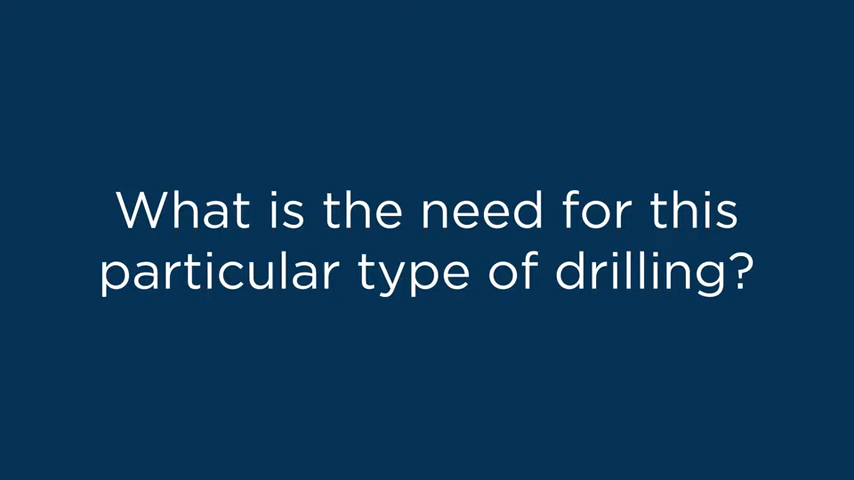 What is the need for this
particular type of drilling?